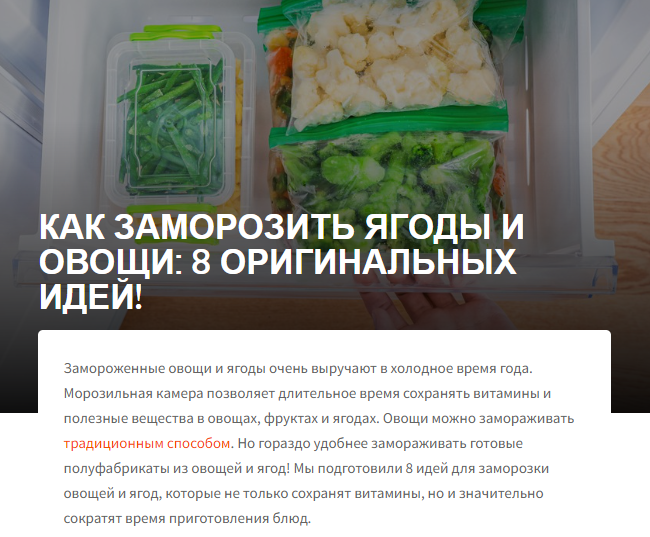 КАК ЗАМОРОЗИТЬ ЯГОДЫ И
ОВОЩИ: 8 ОРИГИНАЛЬНЫХ
ИДЕЙ!
Замороженные овощи и ягоды очень выручают в холодное время года.
Морозильная камера позволяет длительное время сохранять витамины и
полезные вещества в овощах, фруктах и ягодах. Овощи можно замораживать
традиционным способом. Но гораздо удобнее замораживать готовые
полуфабрикаты из овощей и ягод! Мы подготовили 8 идей для заморозки
овощей и ягод, которые не только сохранят витамины, но и значительно
сократят время приготовления блюд.